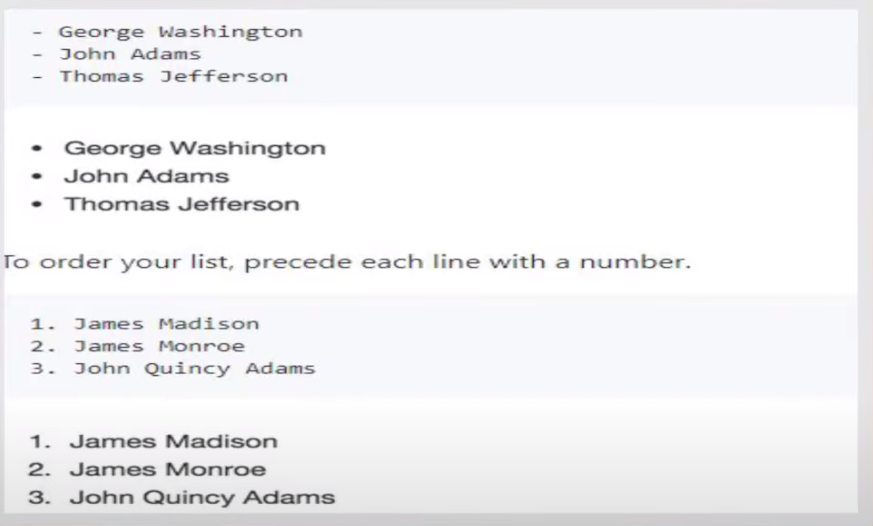 - George Washington
- John Adams
- Thomas Jefferson
• George Washington
• John Adams
• Thomas Jefferson
To order your list, precede each line with a number.
1. James Madison
2. James Monroe
3. John Quincy Adams
1. James Madison
2. James Monroe
3. John Quincy Adams